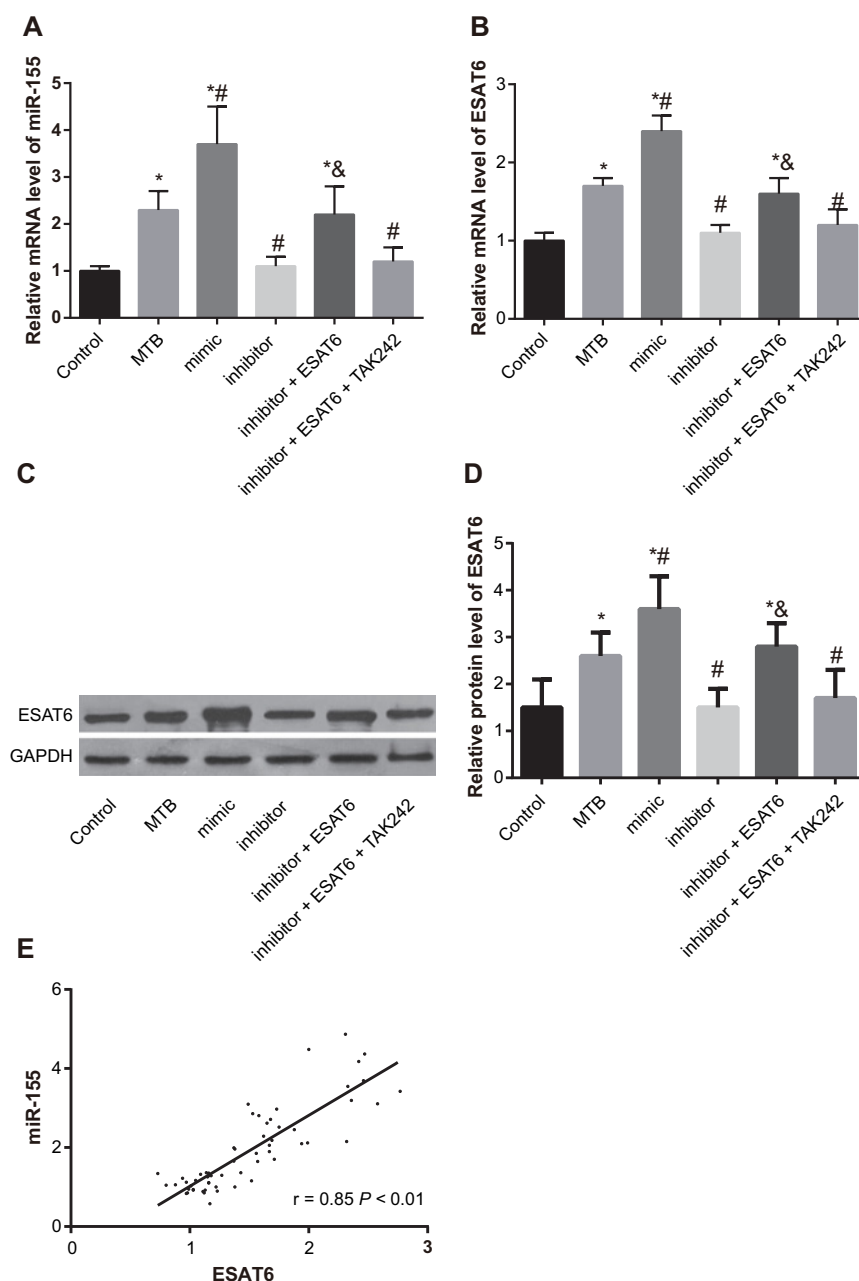 A
Relative mRNA level of miR-155
5
4
3
2
1
0
*
*#
#
*&
#
Control
MTB
mimic
inhibitor
inhibitor + ESAT6
inhibitor + ESAT6 + TAK242
B
Relative mRNA level of ESAT6
3
2
1
0
*
*#
#
*&
#
Control
MTB
mimic
inhibitor
inhibitor + ESAT6
inhibitor + ESAT6 + TAK242
C
ESAT6
GAPDH
Control
MTB
mimic
inhibitor
inhibitor + ESAT6
inhibitor + ESAT6 + TAK242
D
Relative protein level of ESAT6
5
4
3
2
1
0
*
*#
#
*&
#
Control
MTB
mimic
inhibitor
inhibitor + ESAT6
inhibitor + ESAT6 + TAK242
E
miR-155
6
4
2
0
r = 0.85 P < 0.01
0 1 2 3
ESAT6